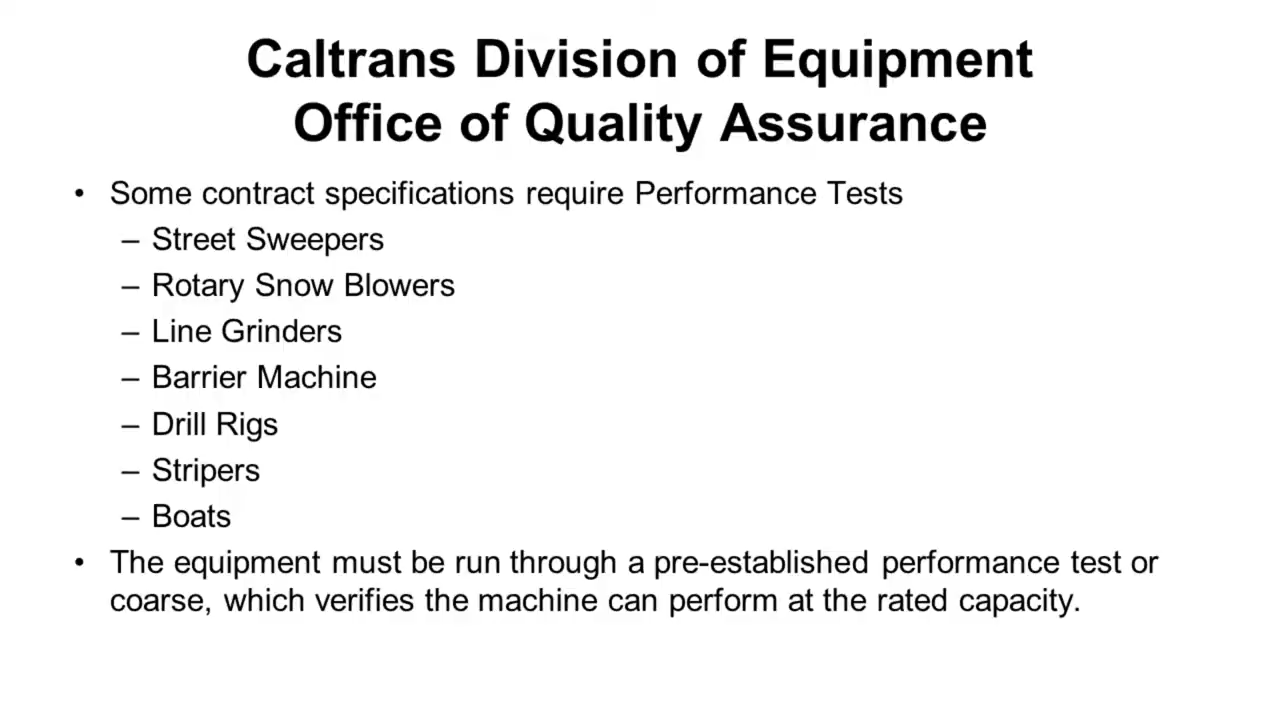 Caltrans Division of Equipment
Office of Quality Assurance
• Some contract specifications require Performance Tests
– Street Sweepers
– Rotary Snow Blowers
– Line Grinders
– Barrier Machine
– Drill Rigs
– Stripers
– Boats
• The equipment must be run through a pre-established performance test or
coarse, which verifies the machine can perform at the rated capacity.